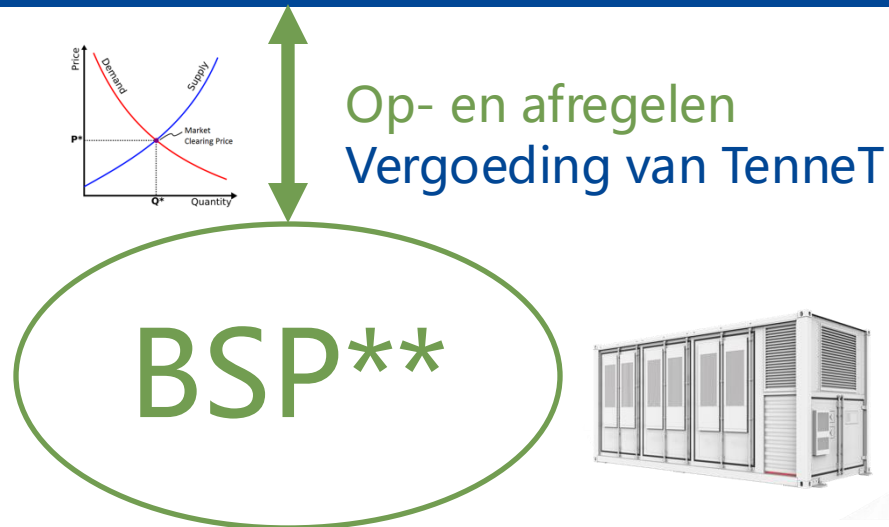 Price
Demand
Supply
P*
Market
Clearing Price
Q*
Quantity
Op- en afregelen
Vergoeding van TenneT
BSP**